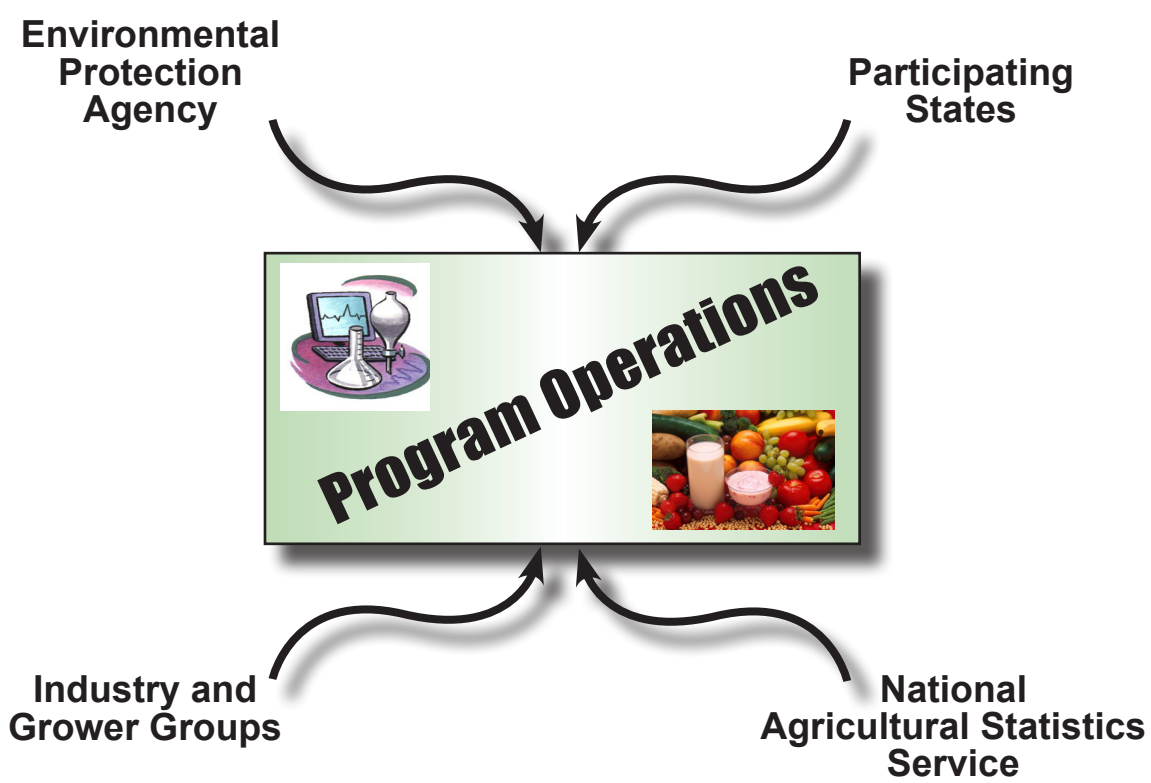 Environmental
Protection
Agency
Participating
States
Program Operations
Industry and
Grower Groups
National
Agricultural Statistics
Service